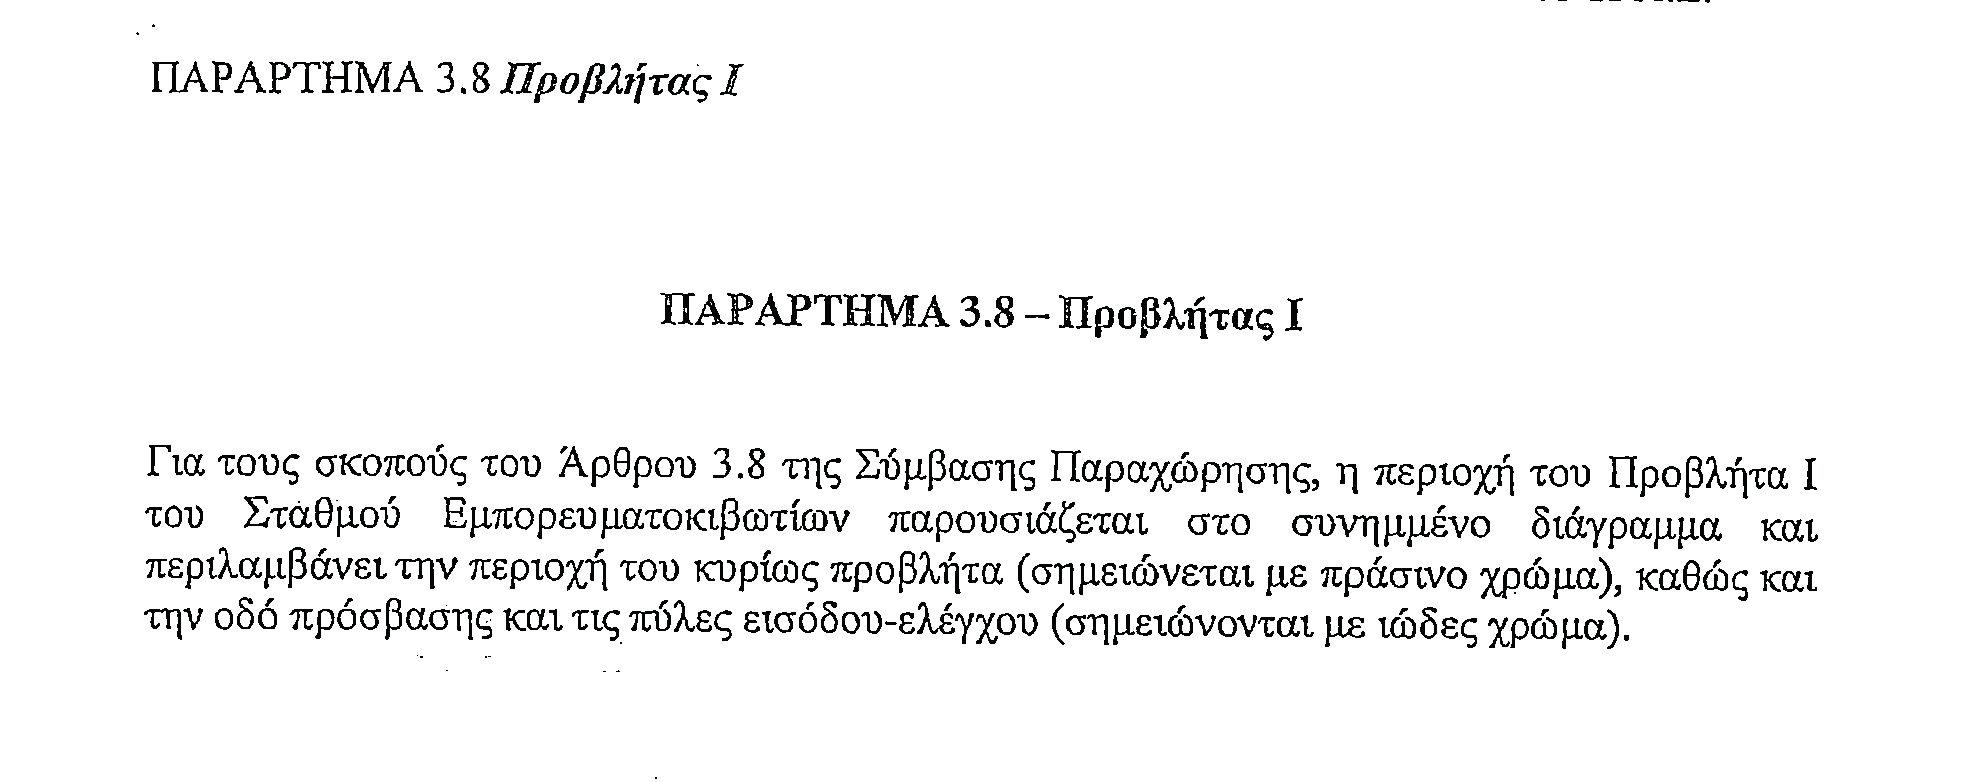 ΠΑΡΑΡΤΗΜΑ 3.8 Προβλήτας Ι
ΠΑΡΑΡΤΗΜΑ 3.8 – Προβλήτας Ι
Για τους σκοπούς του Άρθρου 3.8 της Σύμβασης Παραχώρησης, η περιοχή του Προβλήτα Ι
του Σταθμού Εμπορευματοκιβωτίων παρουσιάζεται στο συνημμένο διάγραμμα και
περιλαμβάνει την περιοχή του κυρίως προβλήτα (σημειώνεται με πράσινο χρώμα), καθώς και
την οδό πρόσβασης και τις πύλες εισόδου-ελέγχου (σημειώνονται με ιώδες χρώμα).